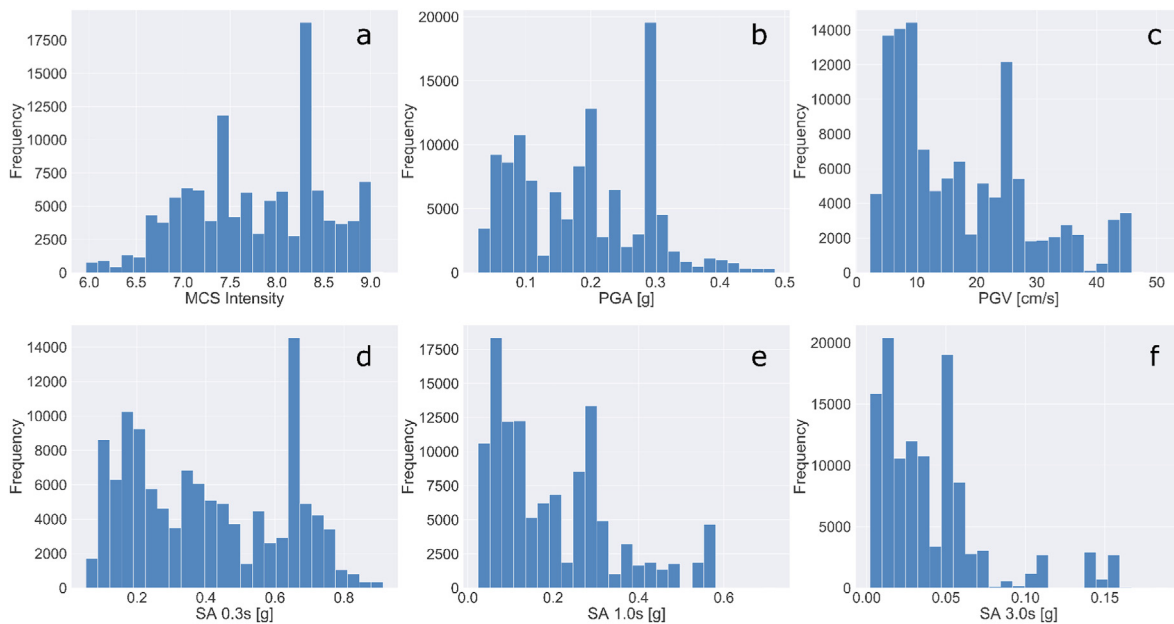 a
17500
15000
12500
10000
7500
5000
2500
0
Frequency
6.0 6.5 7.0 7.5 8.0 8.5 9.0
MCS Intensity
b
20000
15000
10000
5000
0
Frequency
0.1 0.2 0.3 0.4 0.5
PGA [g]
c
14000
12000
10000
8000
6000
4000
2000
0
Frequency
0 10 20 30 40 50
PGV [cm/s]
d
14000
12000
10000
8000
6000
4000
2000
0
Frequency
0.2 0.4 0.6 0.8
SA 0.3s [g]
e
17500
15000
12500
10000
7500
5000
2500
0
Frequency
0.0 0.2 0.4 0.6
SA 1.0s [g]
f
20000
15000
10000
5000
0
Frequency
0.00 0.05 0.10 0.15
SA 3.0s [g]